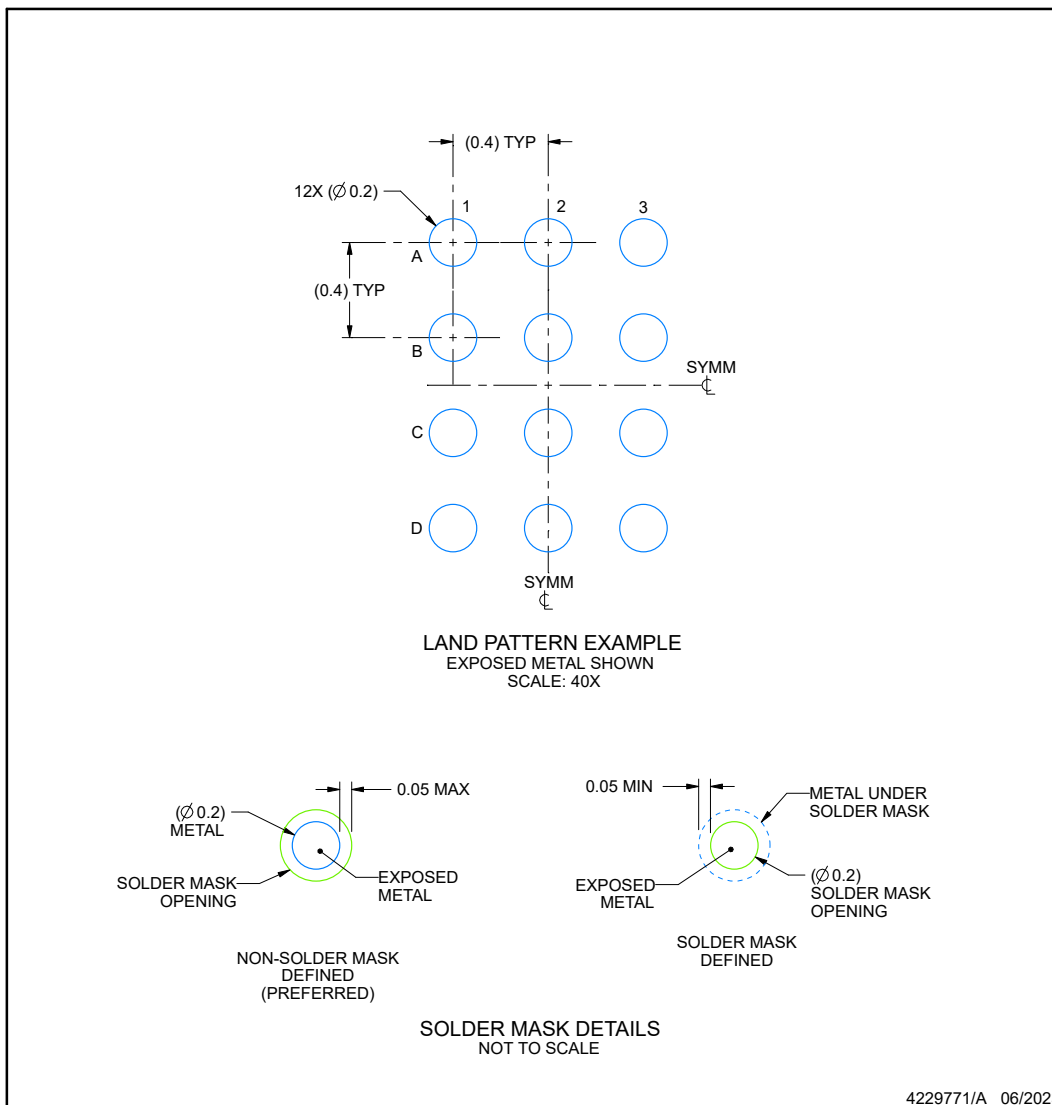 (0.4) TYP
12X (∅ 0.2)
1
2
3
A
(0.4) TYP
B
SYMM
℄
C
D
SYMM
℄
LAND PATTERN EXAMPLE
EXPOSED METAL SHOWN
SCALE: 40X
0.05 MAX
(∅ 0.2)
METAL
SOLDER MASK
OPENING
EXPOSED
METAL
NON-SOLDER MASK
DEFINED
(PREFERRED)
0.05 MIN
METAL UNDER
SOLDER MASK
EXPOSED
METAL
(∅ 0.2)
SOLDER MASK
OPENING
SOLDER MASK
DEFINED
SOLDER MASK DETAILS
NOT TO SCALE
4229771/A 06/202